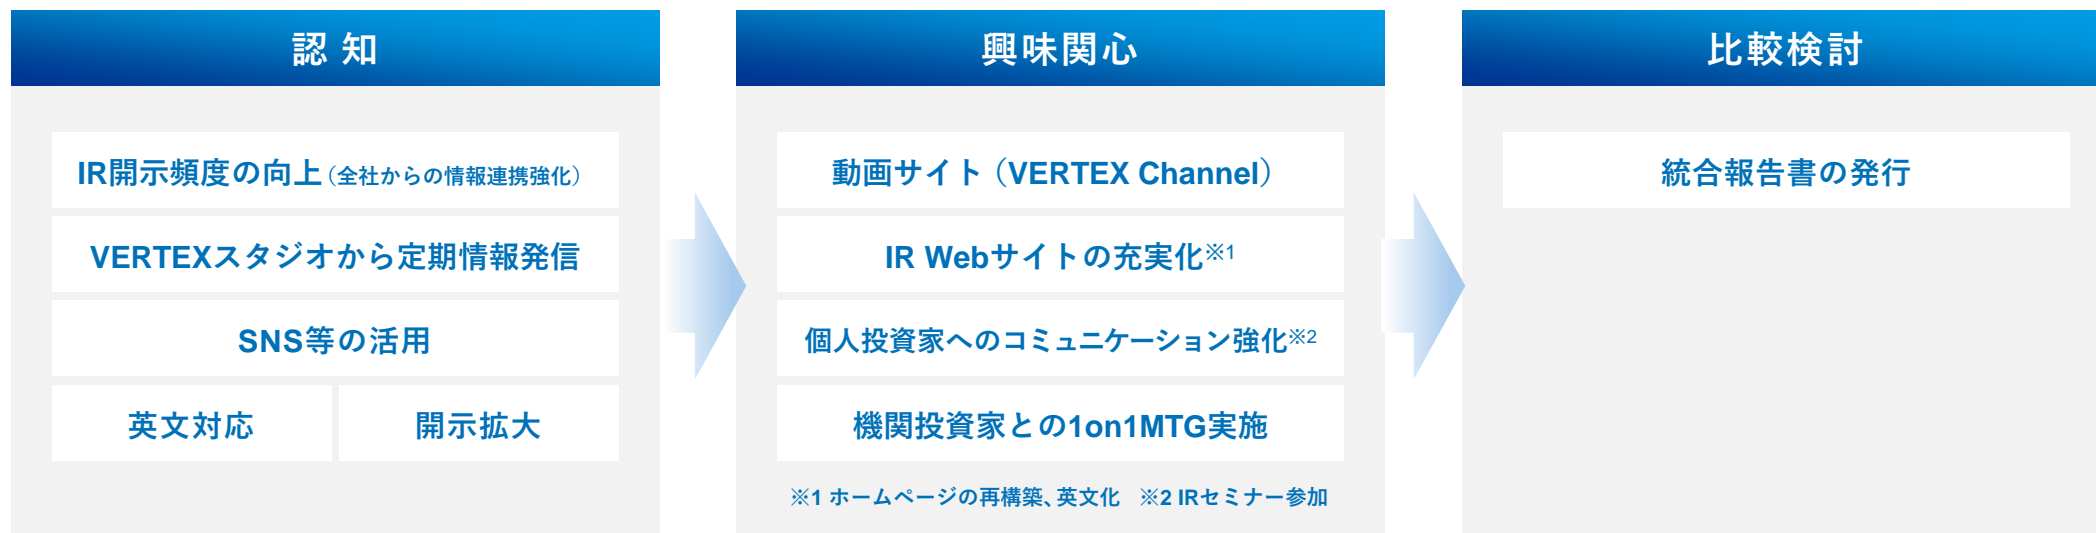 認知
IR開示頻度の向上（全社からの情報連携強化）
VERTEXスタジオから定期情報発信
SNS等の活用
英文対応
開示拡大
興味関心
動画サイト（VERTEX Channel）
IR Webサイトの充実化※1
個人投資家へのコミュニケーション強化※2
機関投資家との1on1MTG実施
※1 ホームページの再構築、英文化 ※2 IRセミナー参加
比較検討
統合報告書の発行